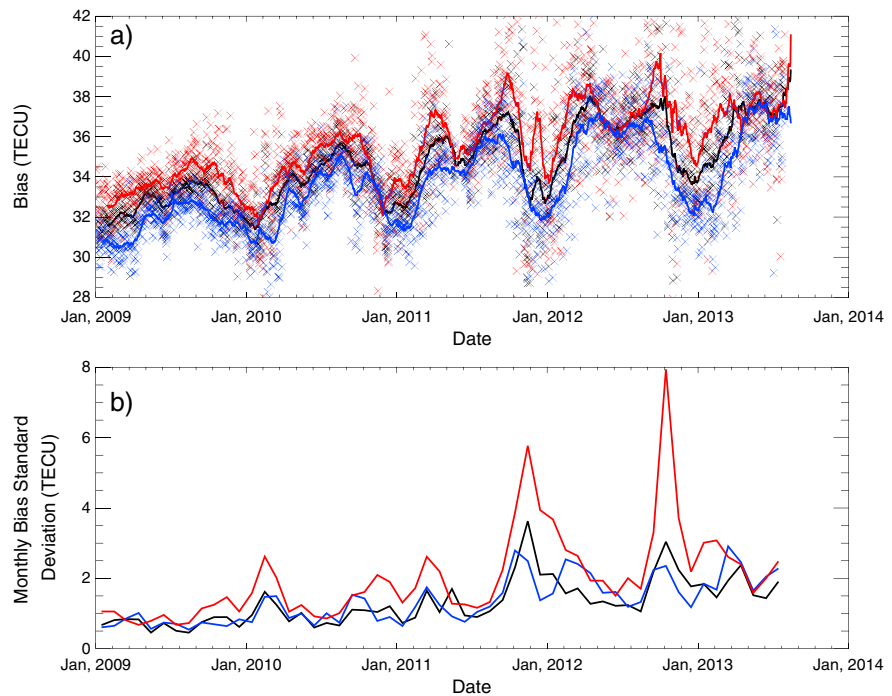 a)
42
40
38
36
34
32
30
28
Bias (TECU)
Jan, 2009 Jan, 2010 Jan, 2011 Jan, 2012 Jan, 2013 Jan, 2014
Date
b)
8
6
4
2
0
Monthly Bias Standard
Deviation (TECU)
Jan, 2009 Jan, 2010 Jan, 2011 Jan, 2012 Jan, 2013 Jan, 2014
Date